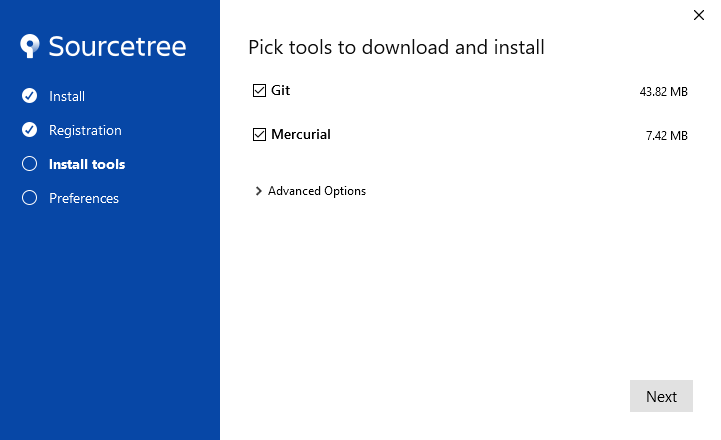 Sourcetree
Install
Registration
Install tools
Preferences
Pick tools to download and install
Git 43.82 MB
Mercurial 7.42 MB
Advanced Options
Next